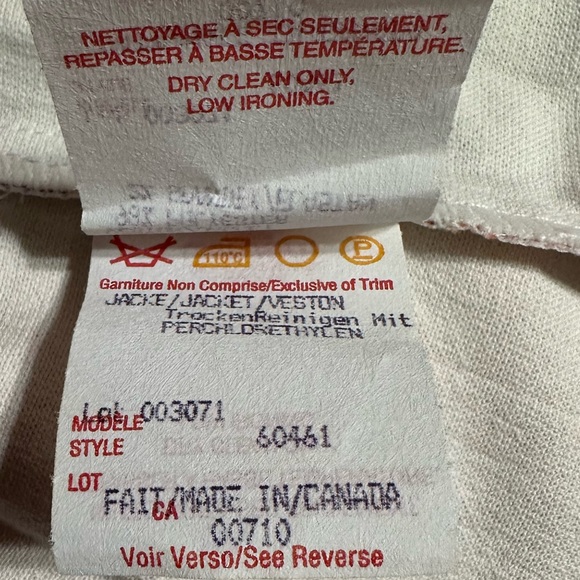 NETTOYAGE À SEC SEULEMENT,
REPASSER À BASSE TEMPÉRATURE.
DRY CLEAN ONLY,
LOW IRONING.
110°C P
Garniture Non Comprise/Exclusive of Trim
JACKE/JACKET/VESTON
TrockenReinigen Mit
PERCHLORETHYLEN
Lot 003071
MODÈLE
STYLE 60461
LOT
FAIT/MADE IN/CANADA
CA 00710
Voir Verso/See Reverse